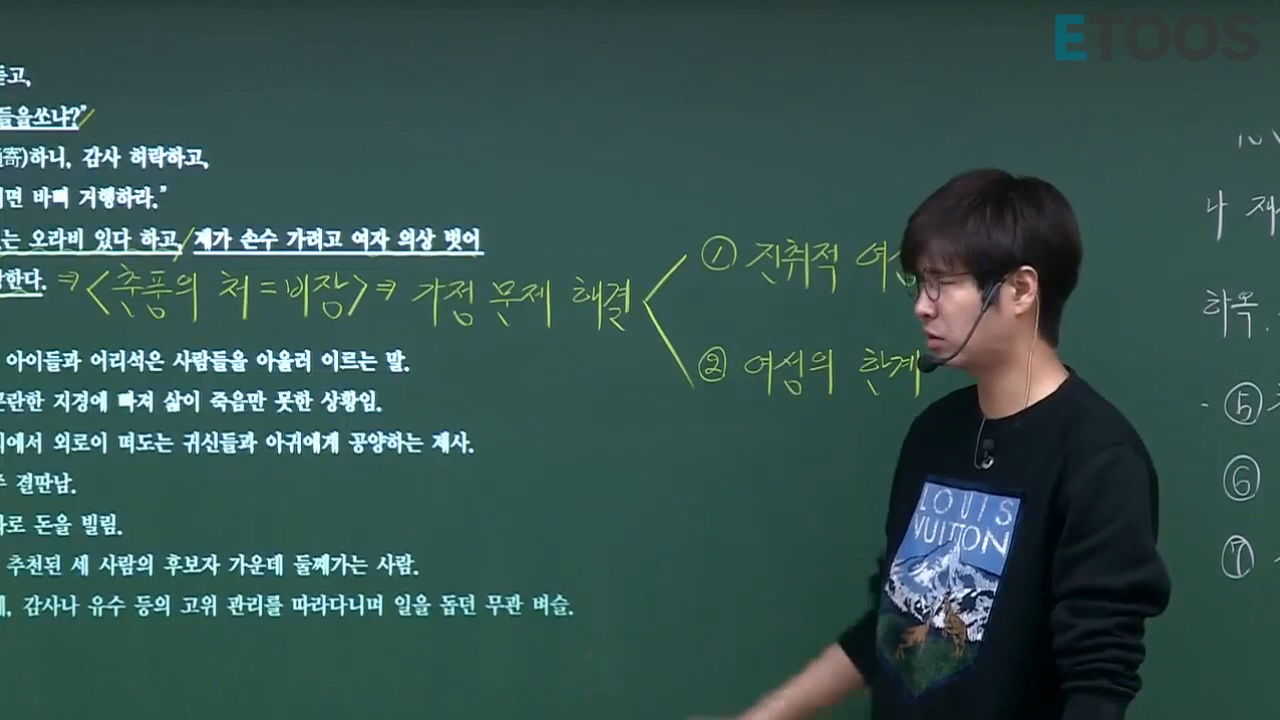 ETOOS
듣고,
들을쏘냐?”
寄)하니, 감사 허락하고,
면 바삐 거행하라.”
는 오라비 있다 하고, 제가 손수 가려고 여자 의상 벗어
한다. ⇒ <춘풍의 처 = 비장> ⇒ 가정 문제 해결
① 진취적 여성
② 여성의 한계
아이들과 어리석은 사람들을 아울러 이르는 말.
곤란한 지경에 빠져 삶이 죽음만 못한 상황임.
에서 외로이 떠도는 귀신들과 아귀에게 공양하는 제사.
결딴남.
로 돈을 빌림.
추천된 세 사람의 후보자 가운데 둘째가는 사람.
감사나 유수 등의 고위 관리를 따라다니며 일을 돕던 무관 벼슬.
나
하옥.
⑤
⑥
⑦
LOUIS
VUITTON